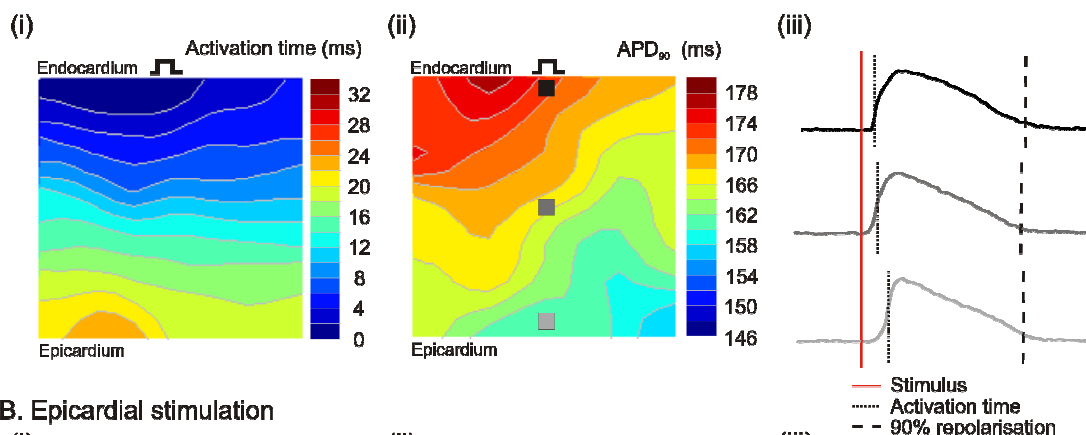 (i)
Activation time (ms)
Endocardium
32
28
24
20
16
12
8
4
0
Epicardium
(ii)
APD90 (ms)
Endocardium
178
174
170
166
162
158
154
150
146
Epicardium
(iii)
Stimulus
Activation time
90% repolarisation
B. Epicardial stimulation